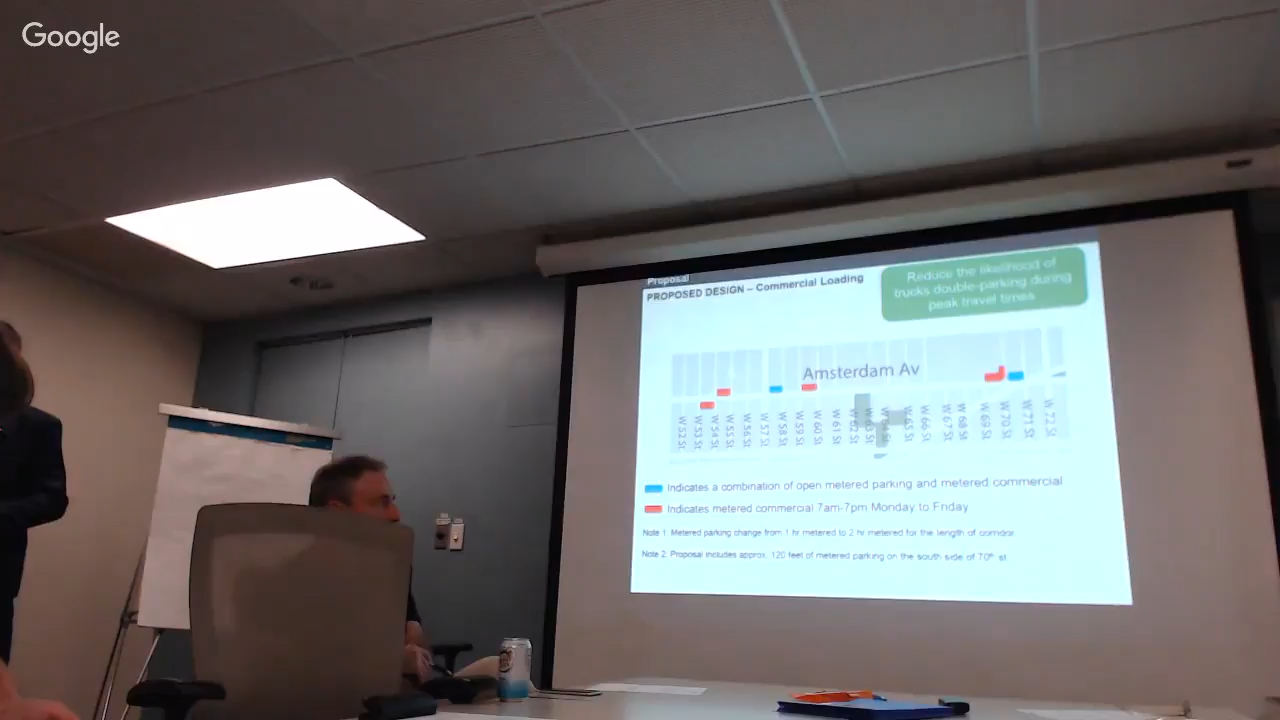 Google
Proposal
PROPOSED DESIGN – Commercial Loading
Reduce the likelihood of
trucks double-parking during
peak travel times
Amsterdam Av
W 52 St
W 53 St
W 54 St
W 55 St
W 56 St
W 57 St
W 58 St
W 59 St
W 60 St
W 61 St
W 62 St
W 65 St
W 66 St
W 67 St
W 68 St
W 69 St
W 70 St
W 71 St
W 72 St
Indicates a combination of open metered parking and metered commercial
Indicates metered commercial 7am-7pm Monday to Friday
Note 1: Metered parking change from 1 hr metered to 2 hr metered for the length of corridor.
Note 2: Proposal includes approx. 120 feet of metered parking on the south side of 70th st.